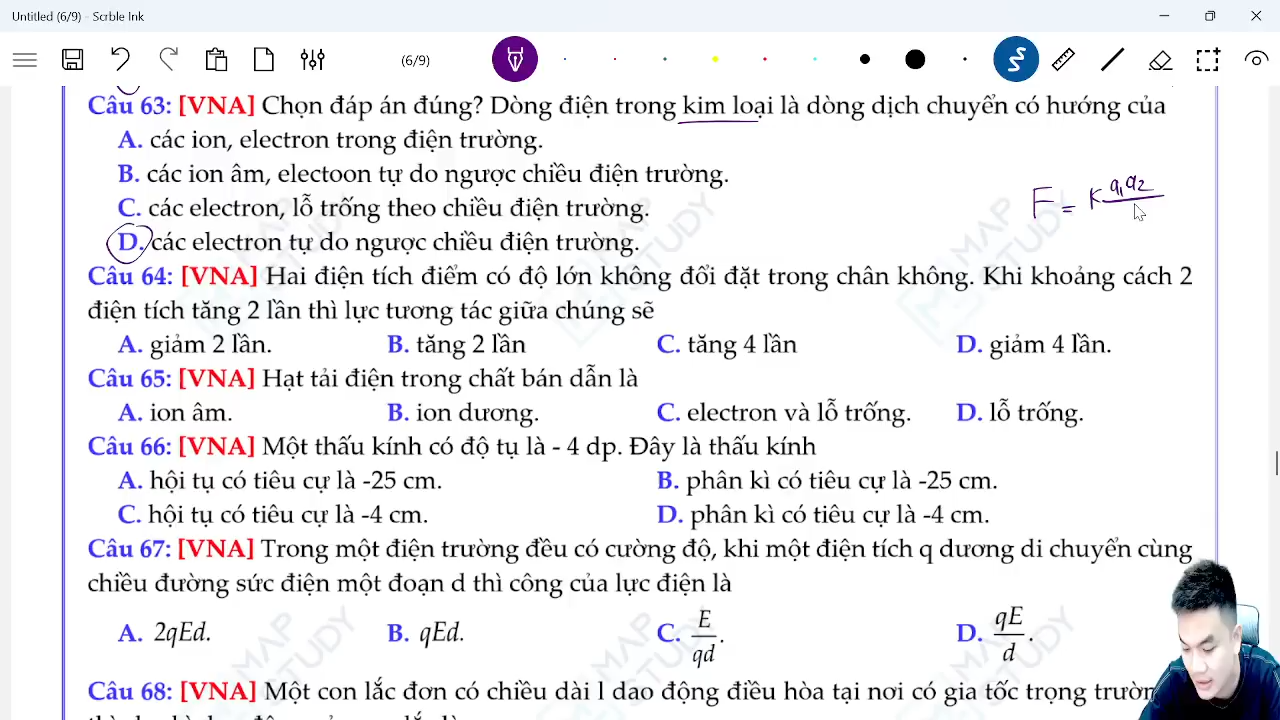 Untitled (6/9) - Scrble Ink
(6/9)
Câu 63: [VNA] Chọn đáp án đúng? Dòng điện trong kim loại là dòng dịch chuyển có hướng của
A. các ion, electron trong điện trường.
B. các ion âm, electoon tự do ngược chiều điện trường.
C. các electron, lỗ trống theo chiều điện trường.
D. các electron tự do ngược chiều điện trường.
F = K q1 q2
Câu 64: [VNA] Hai điện tích điểm có độ lớn không đổi đặt trong chân không. Khi khoảng cách 2
điện tích tăng 2 lần thì lực tương tác giữa chúng sẽ
A. giảm 2 lần. B. tăng 2 lần C. tăng 4 lần D. giảm 4 lần.
Câu 65: [VNA] Hạt tải điện trong chất bán dẫn là
A. ion âm. B. ion dương. C. electron và lỗ trống. D. lỗ trống.
Câu 66: [VNA] Một thấu kính có độ tụ là - 4 dp. Đây là thấu kính
A. hội tụ có tiêu cự là -25 cm. B. phân kì có tiêu cự là -25 cm.
C. hội tụ có tiêu cự là -4 cm. D. phân kì có tiêu cự là -4 cm.
Câu 67: [VNA] Trong một điện trường đều có cường độ, khi một điện tích q dương di chuyển cùng
chiều đường sức điện một đoạn d thì công của lực điện là
A. 2qEd. B. qEd. C. E/qd. D. qE/d.
Câu 68: [VNA] Một con lắc đơn có chiều dài l dao động điều hòa tại nơi có gia tốc trọng trườn
MAP STUDY